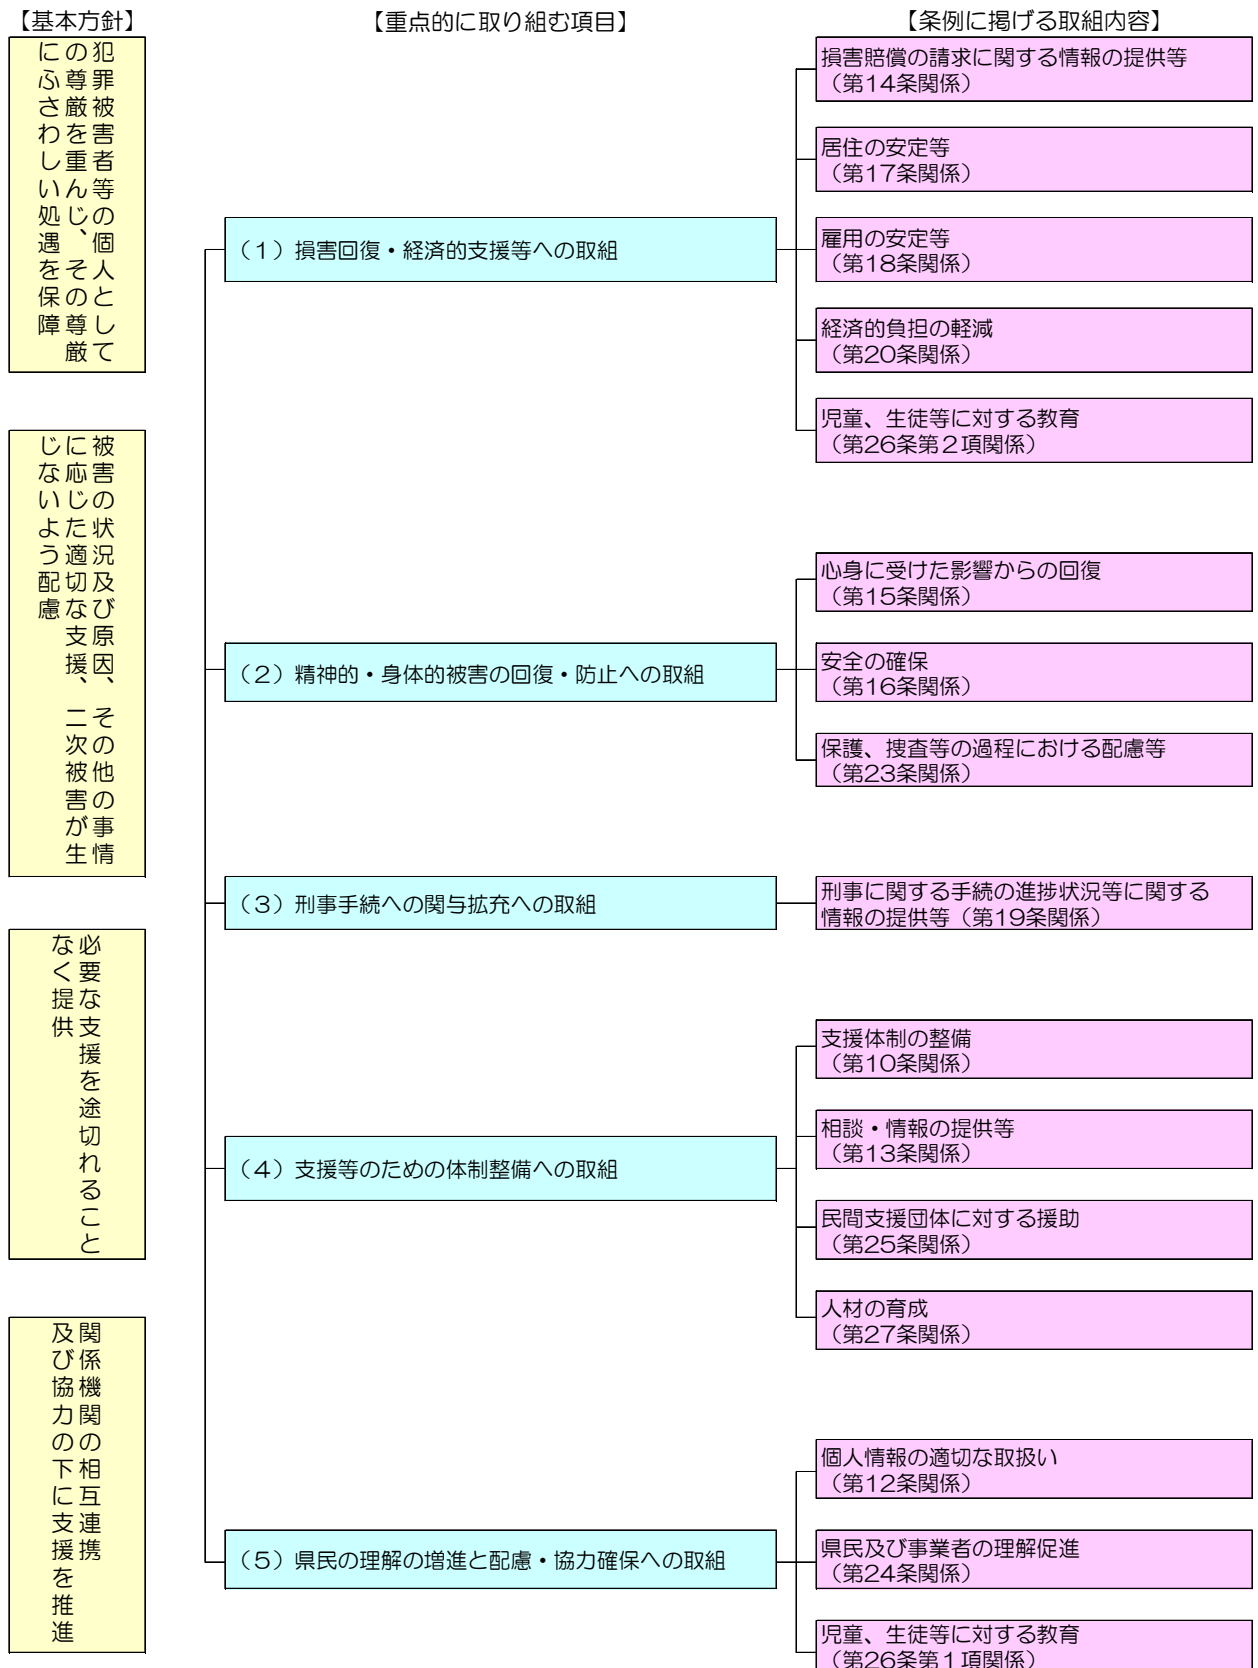 【基本方針】
【重点的に取り組む項目】
【条例に掲げる取組内容】
犯罪被害者等の個人として
の尊厳を重んじ、その尊厳
にふさわしい処遇を保障
被害の状況及び原因、その他の事情
に応じた適切な支援、二次被害が生
じないよう配慮
必要な支援を途切れること
なく提供
関係機関の相互連携
及び協力の下に支援を推進
（1）損害回復・経済的支援等への取組
損害賠償の請求に関する情報の提供等
（第14条関係）
居住の安定等
（第17条関係）
雇用の安定等
（第18条関係）
経済的負担の軽減
（第20条関係）
児童、生徒等に対する教育
（第26条第２項関係）
（2）精神的・身体的被害の回復・防止への取組
心身に受けた影響からの回復
（第15条関係）
安全の確保
（第16条関係）
保護、捜査等の過程における配慮等
（第23条関係）
（3）刑事手続への関与拡充への取組
刑事に関する手続の進捗状況等に関する
情報の提供等（第19条関係）
（4）支援等のための体制整備への取組
支援体制の整備
（第10条関係）
相談・情報の提供等
（第13条関係）
民間支援団体に対する援助
（第25条関係）
人材の育成
（第27条関係）
（5）県民の理解の増進と配慮・協力確保への取組
個人情報の適切な取扱い
（第12条関係）
県民及び事業者の理解促進
（第24条関係）
児童、生徒等に対する教育
（第26条第１項関係）